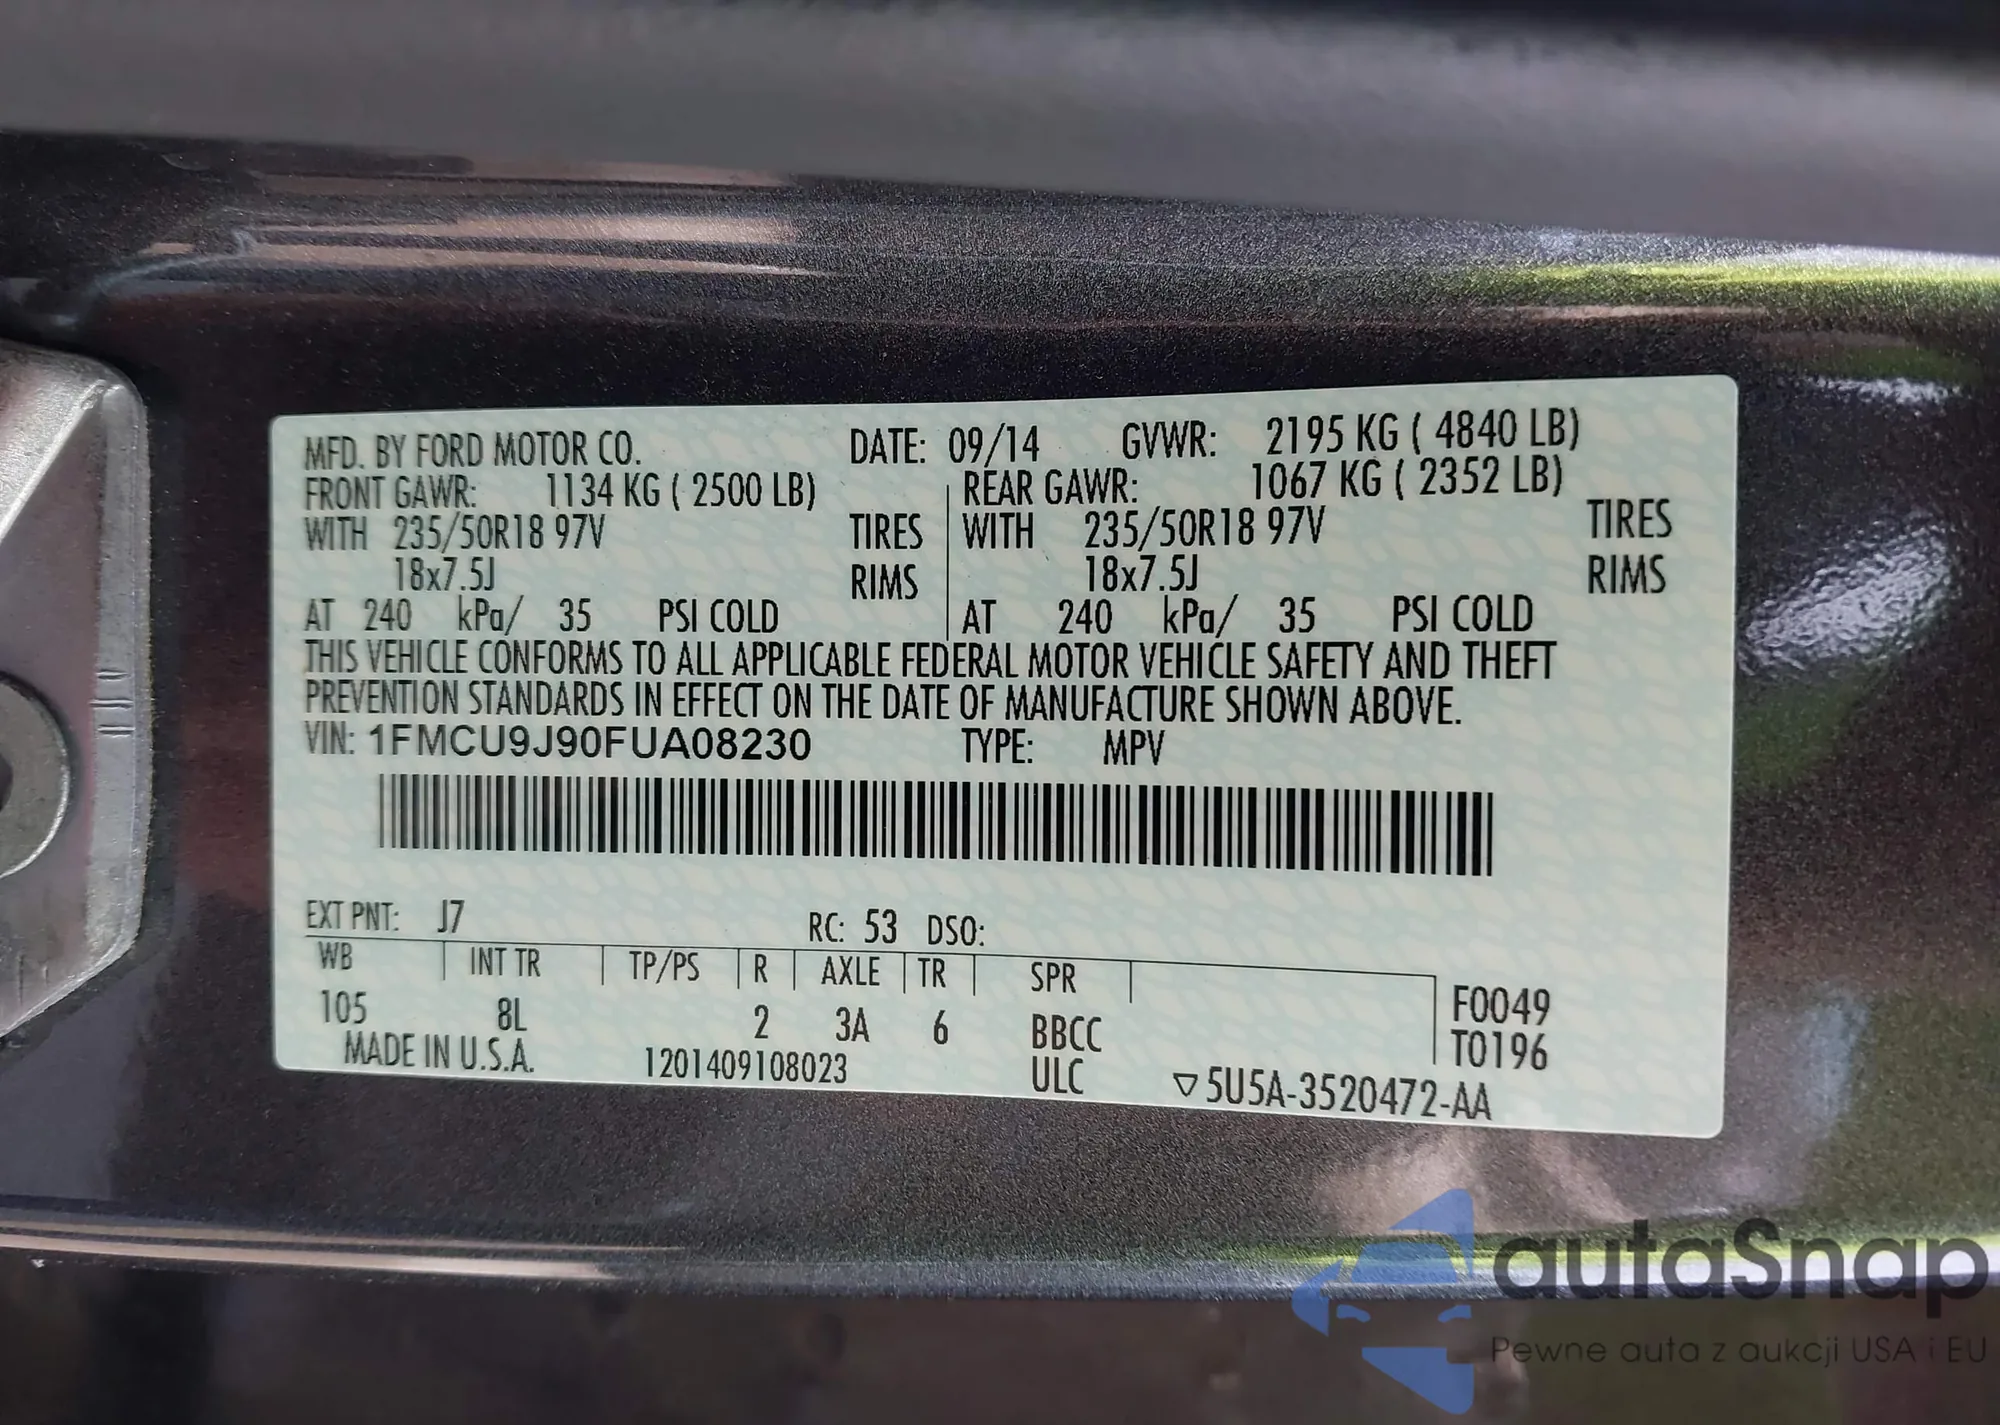 MFD. BY FORD MOTOR CO. DATE: 09/14 GVWR: 2195 KG ( 4840 LB)
FRONT GAWR: 1134 KG ( 2500 LB) REAR GAWR: 1067 KG ( 2352 LB)
WITH 235/50R18 97V TIRES WITH 235/50R18 97V TIRES
18x7.5J RIMS 18x7.5J RIMS
AT 240 kPa/ 35 PSI COLD AT 240 kPa/ 35 PSI COLD
THIS VEHICLE CONFORMS TO ALL APPLICABLE FEDERAL MOTOR VEHICLE SAFETY AND THEFT
PREVENTION STANDARDS IN EFFECT ON THE DATE OF MANUFACTURE SHOWN ABOVE.
VIN: 1FMCU9J90FUA08230 TYPE: MPV
EXT PNT: J7 RC: 53 DSO:
WB INT TR TP/PS R AXLE TR SPR
105 8L 2 3A 6 BBCC F0049
MADE IN U.S.A. 1201409108023 ULC T0196
▽5U5A-3520472-AA
autaSnap
Pewne auta z aukcji USA i EU